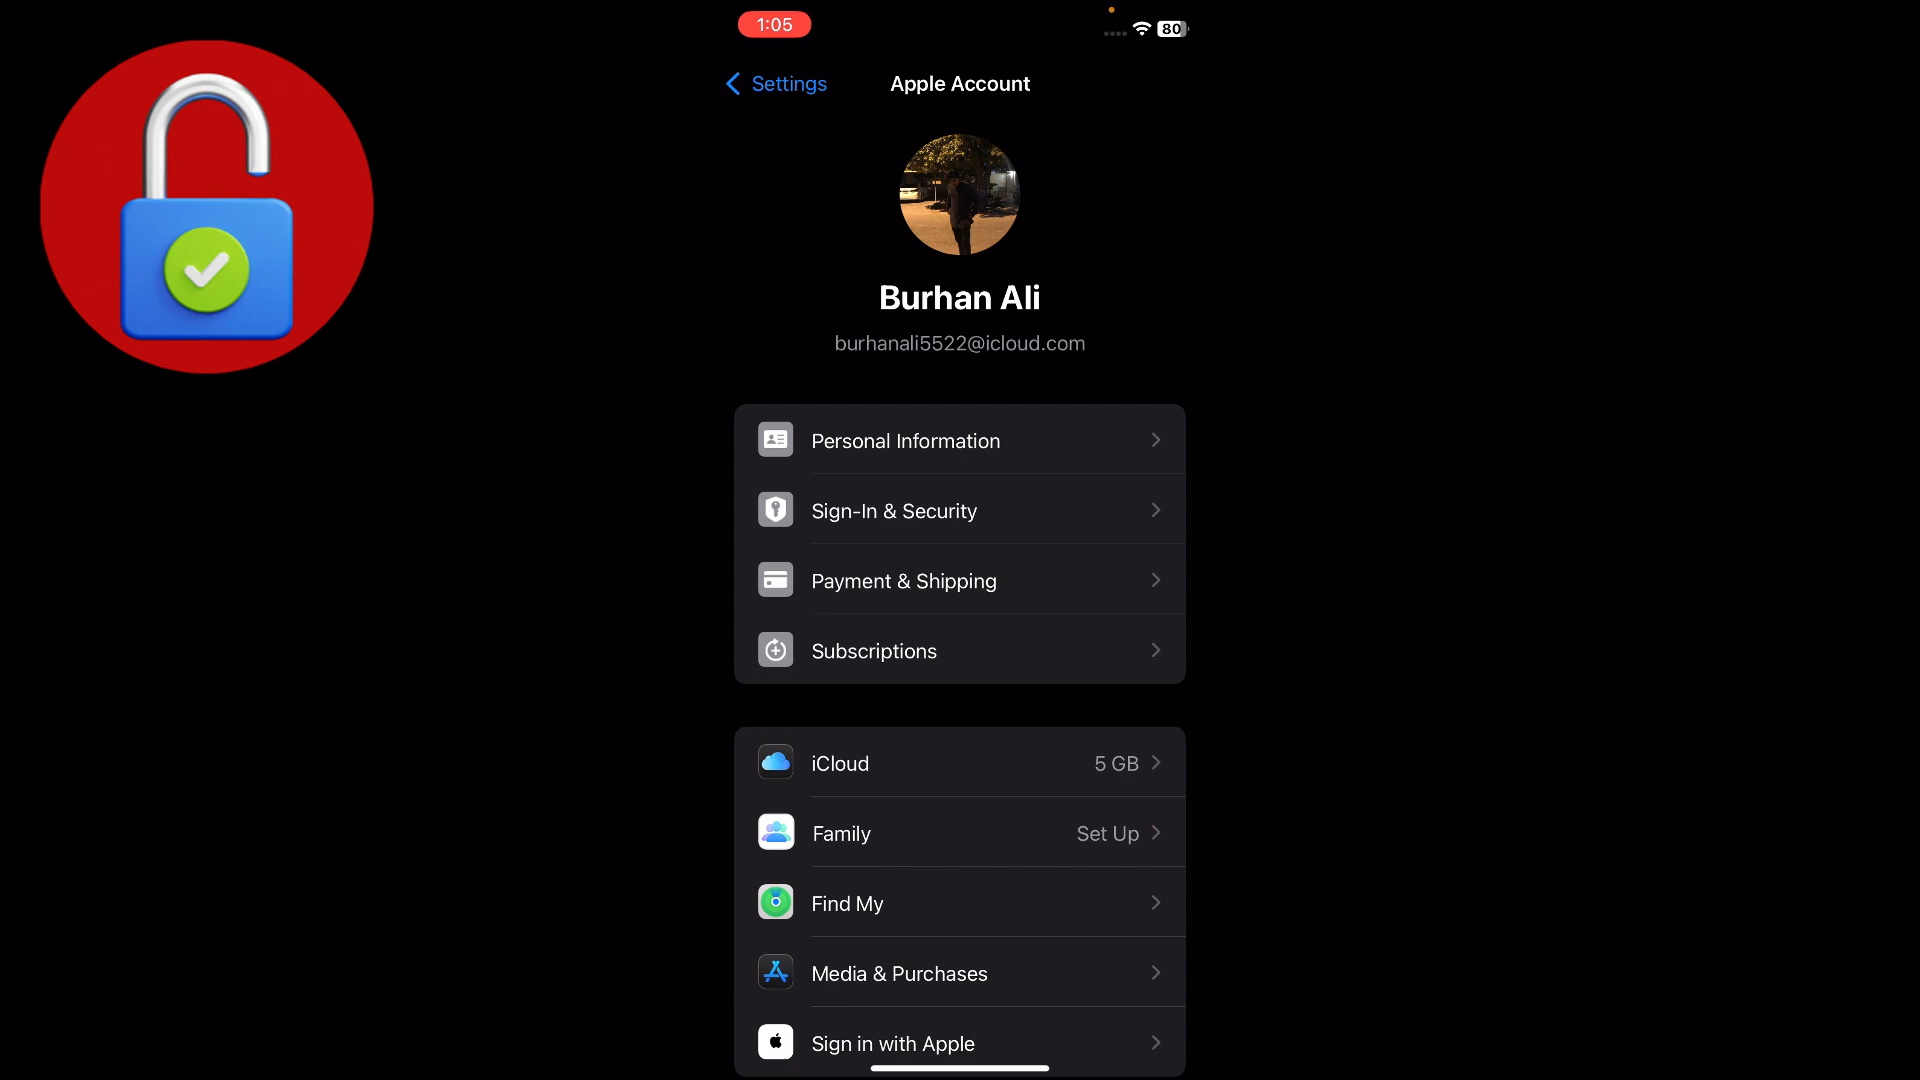 1:05
80
Settings
Apple Account
Burhan Ali
burhanali5522@icloud.com
Personal Information
Sign-In & Security
Payment & Shipping
Subscriptions
iCloud 5 GB
Family Set Up
Find My
Media & Purchases
Sign in with Apple